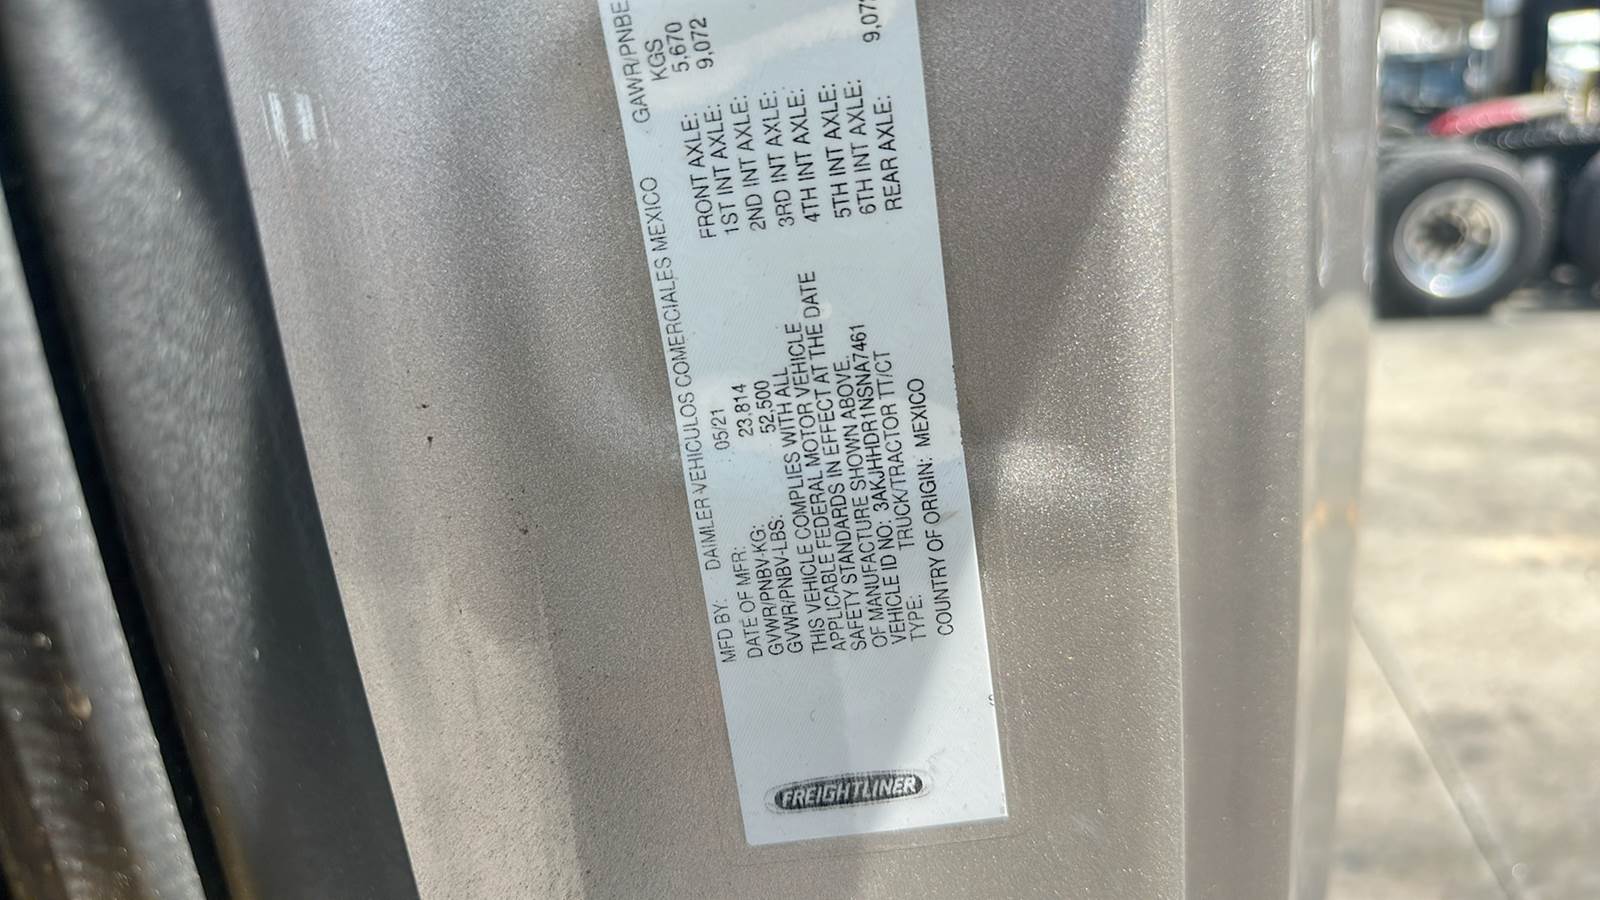 MFD BY: DAIMLER VEHICULOS COMERCIALES MEXICO
DATE OF MFR: 05/21
GVWR/PNBV-KG: 23,814
GVWR/PNBV-LBS: 52,500
THIS VEHICLE COMPLIES WITH ALL
APPLICABLE FEDERAL MOTOR VEHICLE
SAFETY STANDARDS IN EFFECT AT THE DATE
OF MANUFACTURE SHOWN ABOVE.
VEHICLE ID NO: 3AKJHHDR1NSNA7461
TYPE: TRUCK/TRACTOR TT/CT
COUNTRY OF ORIGIN: MEXICO
GAWR/PNBE
KGS
FRONT AXLE: 5,670
1ST INT AXLE: 9,072
2ND INT AXLE:
3RD INT AXLE:
4TH INT AXLE:
5TH INT AXLE:
6TH INT AXLE:
REAR AXLE:
FREIGHTLINER